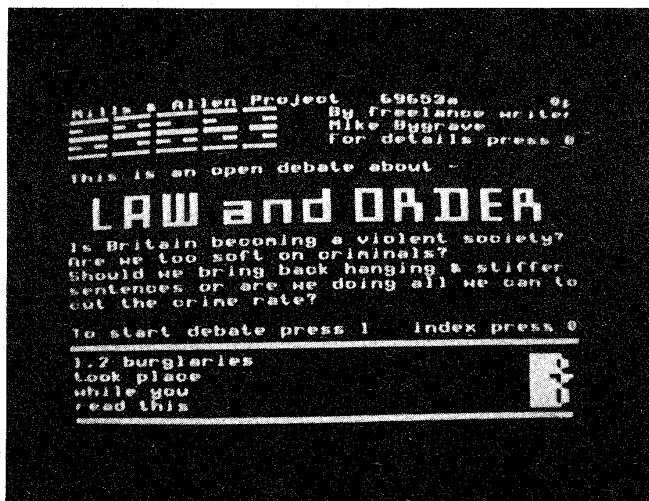 Mills & Allen Project 69653a 0p
By freelance writer
Mike Bygrave
For details press 0
This is an open debate about -
LAW and ORDER
Is Britain becoming a violent society?
Are we too soft on criminals?
Should we bring back hanging & stiffer
sentences or are we doing all we can to
cut the crime rate?
To start debate press 1 index press 0
1.2 burglaries
took place
while you
read this